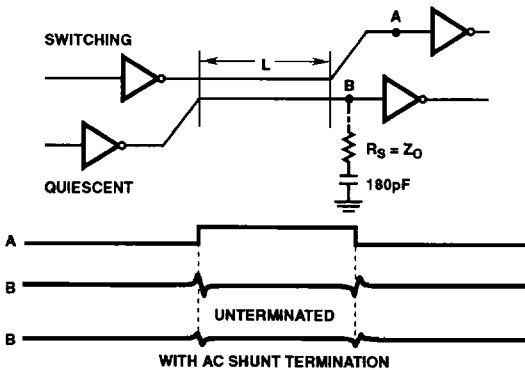 A
SWITCHING
L
B
R_S = Z_O
180pF
QUIESCENT
A
B
UNTERMINATED
B
WITH AC SHUNT TERMINATION